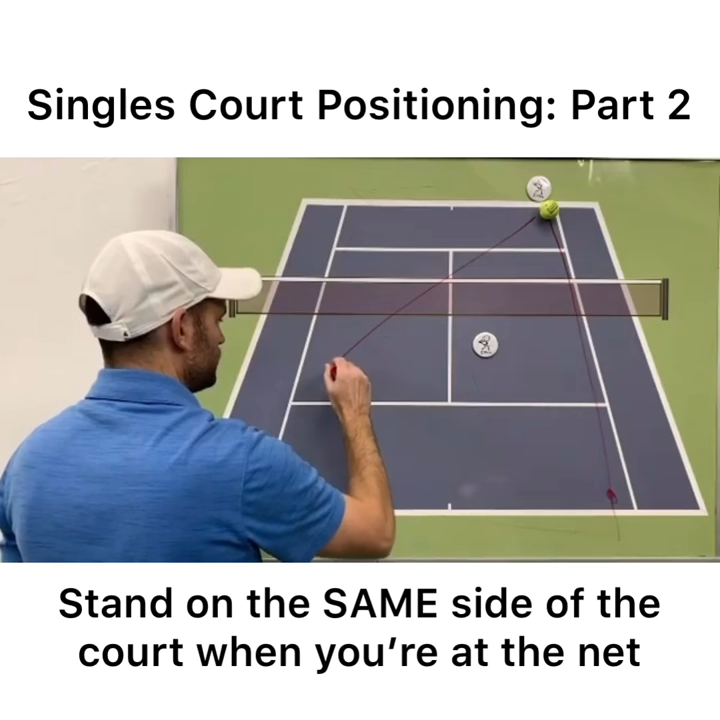 Singles Court Positioning: Part 2
Stand on the SAME side of the
court when you’re at the net